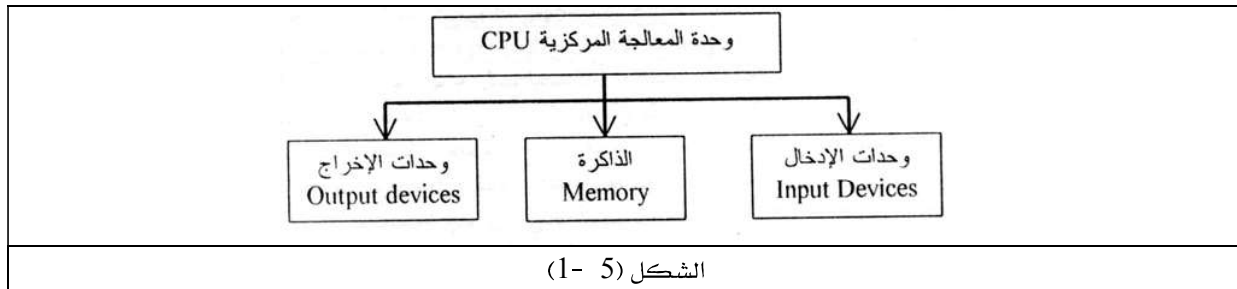 وحدة المعالجة المركزية CPU
وحدات الإدخال
Input Devices
الذاكرة
Memory
وحدات الإخراج
Output devices
الشكل (5 -1)